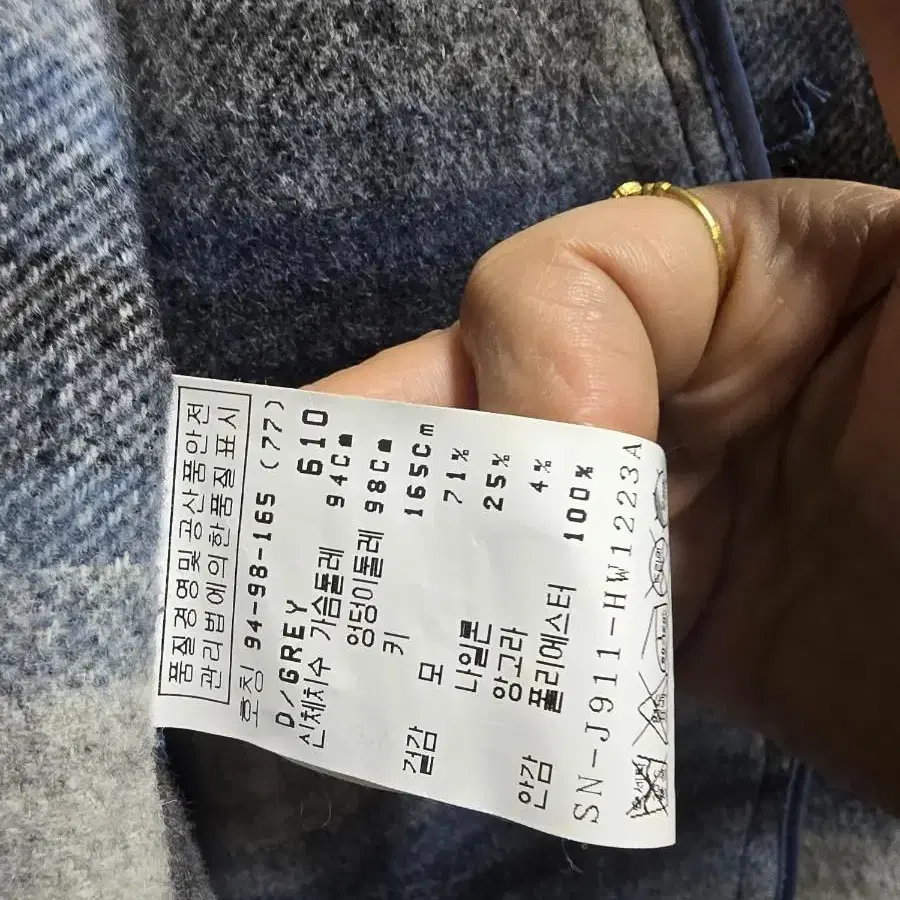 품질경영및공산품안전
관리법에의한품질표시
호칭 94-98-165 (77)
D/GREY 610
신체치수 가슴둘레 94Cm
엉덩이둘레 98Cm
키 165Cm
겉감 모 71%
나일론 25%
앙고라 4%
안감 폴리에스터 100%
SN-J911-HW1223A